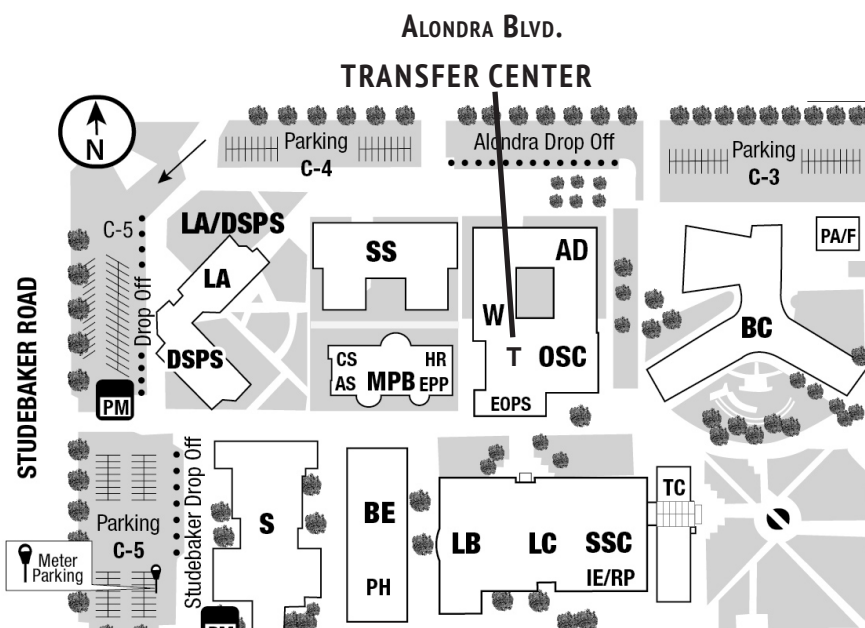 ALONDRA BLVD.
TRANSFER CENTER
N
Parking
C-4
Alondra Drop Off
Parking
C-3
C-5
LA/DSPS
PA/F
SS
AD
LA
Drop Off
STUDEBAKER ROAD
W
BC
DSPS
CS
HR
T
OSC
AS
MPB
EPP
PM
EOPS
Studebaker Drop Off
TC
Parking
C-5
S
BE
LB
LC
SSC
Meter
Parking
PH
IE/RP
PM